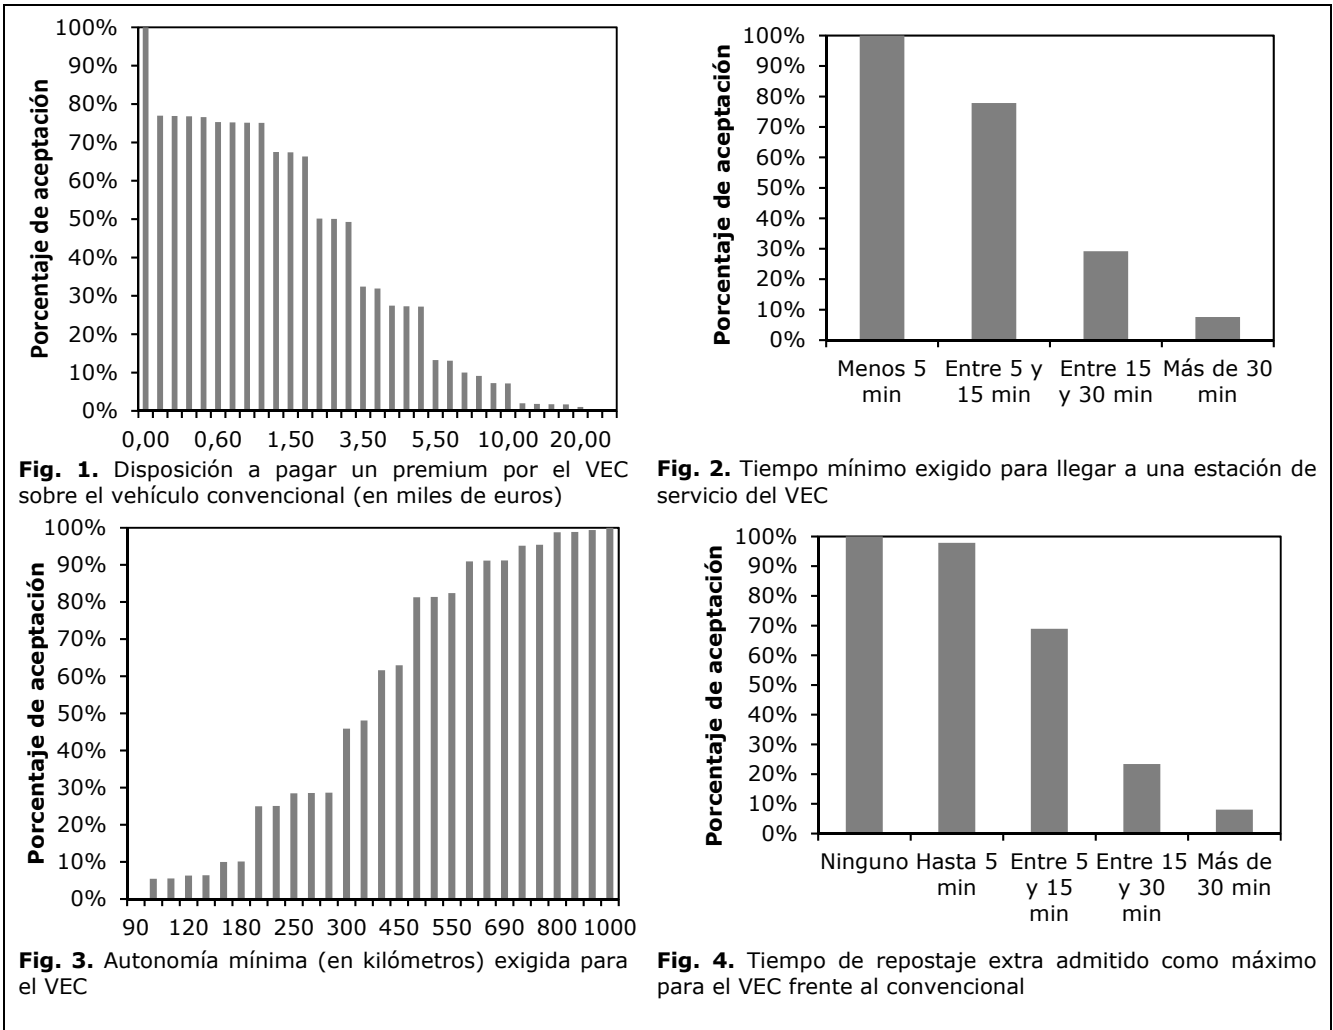 Porcentaje de aceptación
100%
90%
80%
70%
60%
50%
40%
30%
20%
10%
0%
0,00 0,60 1,50 3,50 5,50 10,00 20,00
Fig. 1. Disposición a pagar un premium por el VEC
sobre el vehículo convencional (en miles de euros)
Porcentaje de aceptación
100%
90%
80%
70%
60%
50%
40%
30%
20%
10%
0%
Menos 5 Entre 5 y Entre 15 Más de 30
min 15 min y 30 min min
Fig. 2. Tiempo mínimo exigido para llegar a una estación de
servicio del VEC
Porcentaje de aceptación
100%
90%
80%
70%
60%
50%
40%
30%
20%
10%
0%
90 120 180 250 300 450 550 690 800 1000
Fig. 3. Autonomía mínima (en kilómetros) exigida para
el VEC
Porcentaje de aceptación
100%
90%
80%
70%
60%
50%
40%
30%
20%
10%
0%
Ninguno Hasta 5 Entre 5 Entre 15 Más de
min y 15 y 30 30 min
min min
Fig. 4. Tiempo de repostaje extra admitido como máximo
para el VEC frente al convencional